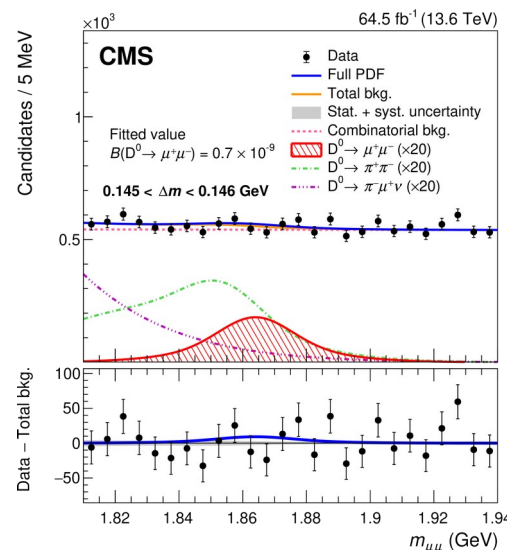 ×10³
64.5 fb⁻¹ (13.6 TeV)
CMS
Data
Full PDF
Total bkg.
Stat. + syst. uncertainty
Combinatorial bkg.
D⁰→ μ⁺μ⁻ (×20)
D⁰→ π⁺π⁻ (×20)
D⁰→ π⁻μ⁺ν (×20)
Fitted value
B(D⁰→ μ⁺μ⁻) = 0.7 × 10⁻⁹
0.145 < Δm < 0.146 GeV
Candidates / 5 MeV
1
0.5
Data − Total bkg.
100
50
0
−50
1.82
1.84
1.86
1.88
1.9
1.92
1.94
m_μμ (GeV)